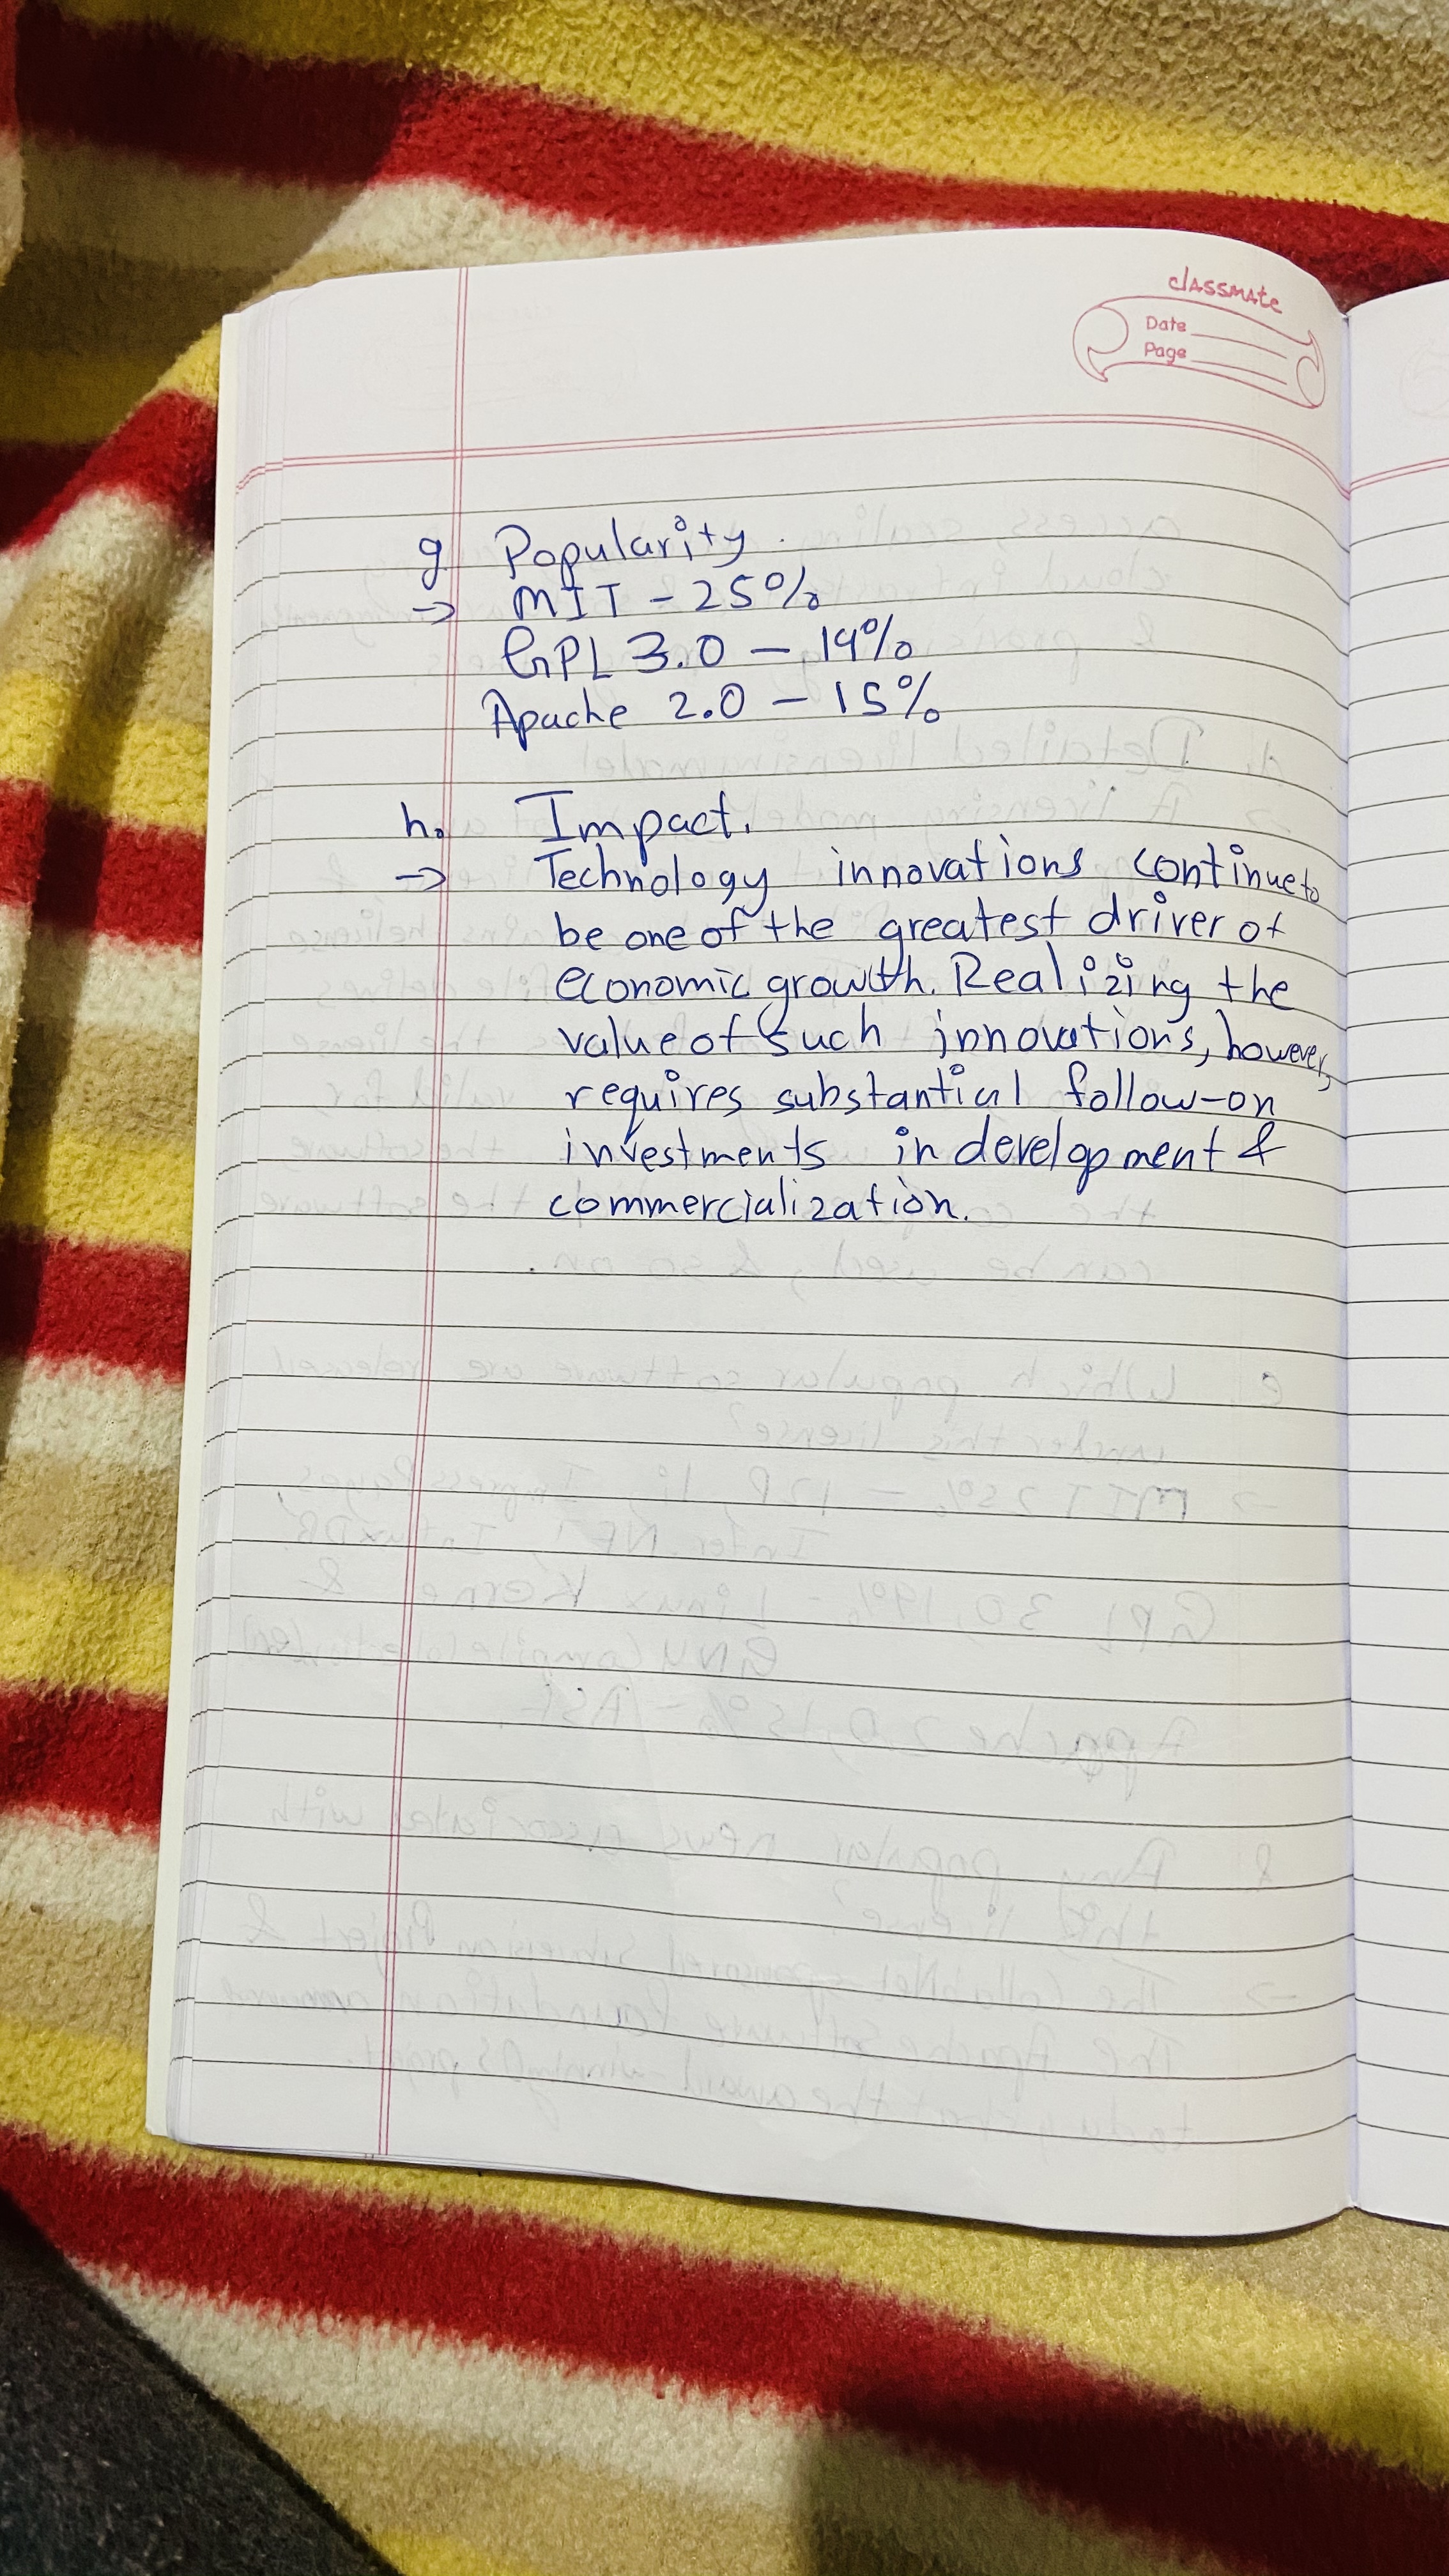 classmate
Date
Page
g Popularity.
→ MIT - 25%
GPL 3.0 - 19%
Apache 2.0 - 15%
h. Impact.
→ Technology innovations continue to
be one of the greatest driver of
economic growth. Realizing the
value of such innovations, however,
requires substantial follow-on
investments in development &
commercialization.